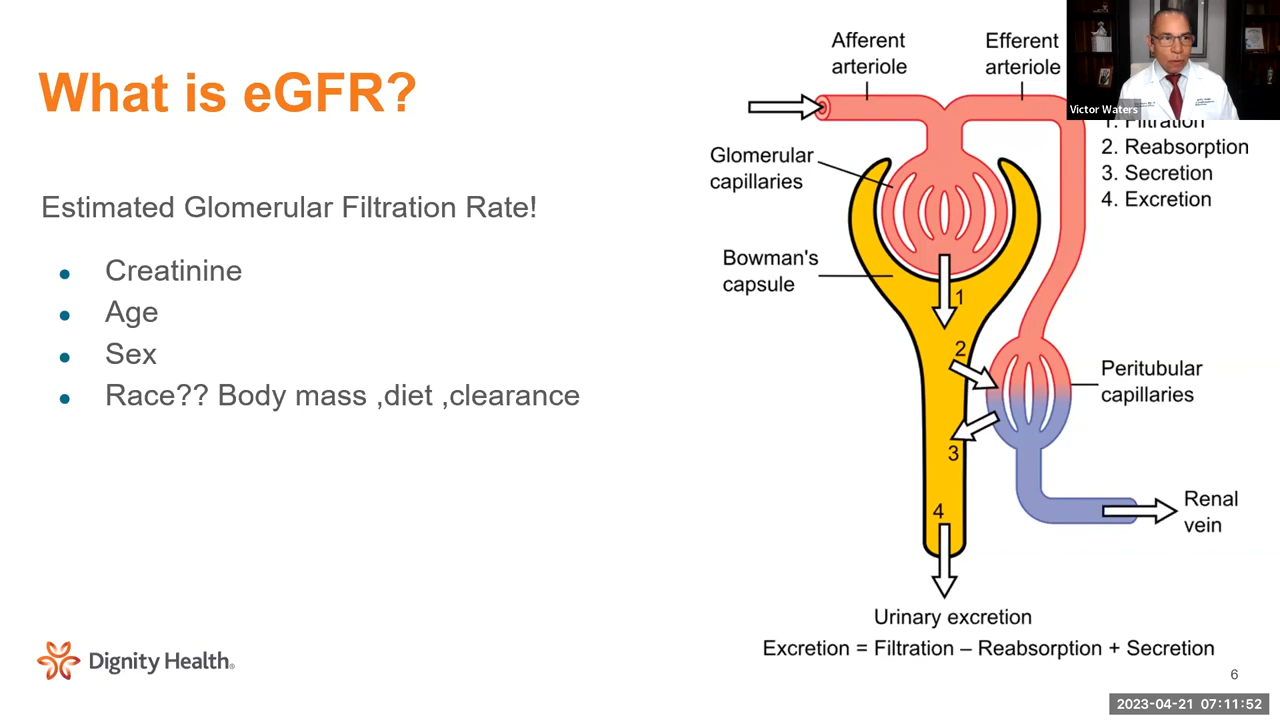 What is eGFR?
Estimated Glomerular Filtration Rate!
● Creatinine
● Age
● Sex
● Race?? Body mass ,diet ,clearance
Dignity Health®
Afferent
arteriole
Efferent
arteriole
Glomerular
capillaries
Bowman's
capsule
1
2
3
4
Victor Waters
1. Filtration
2. Reabsorption
3. Secretion
4. Excretion
Peritubular
capillaries
Renal
vein
Urinary excretion
Excretion = Filtration – Reabsorption + Secretion
6
2023-04-21 07:11:52